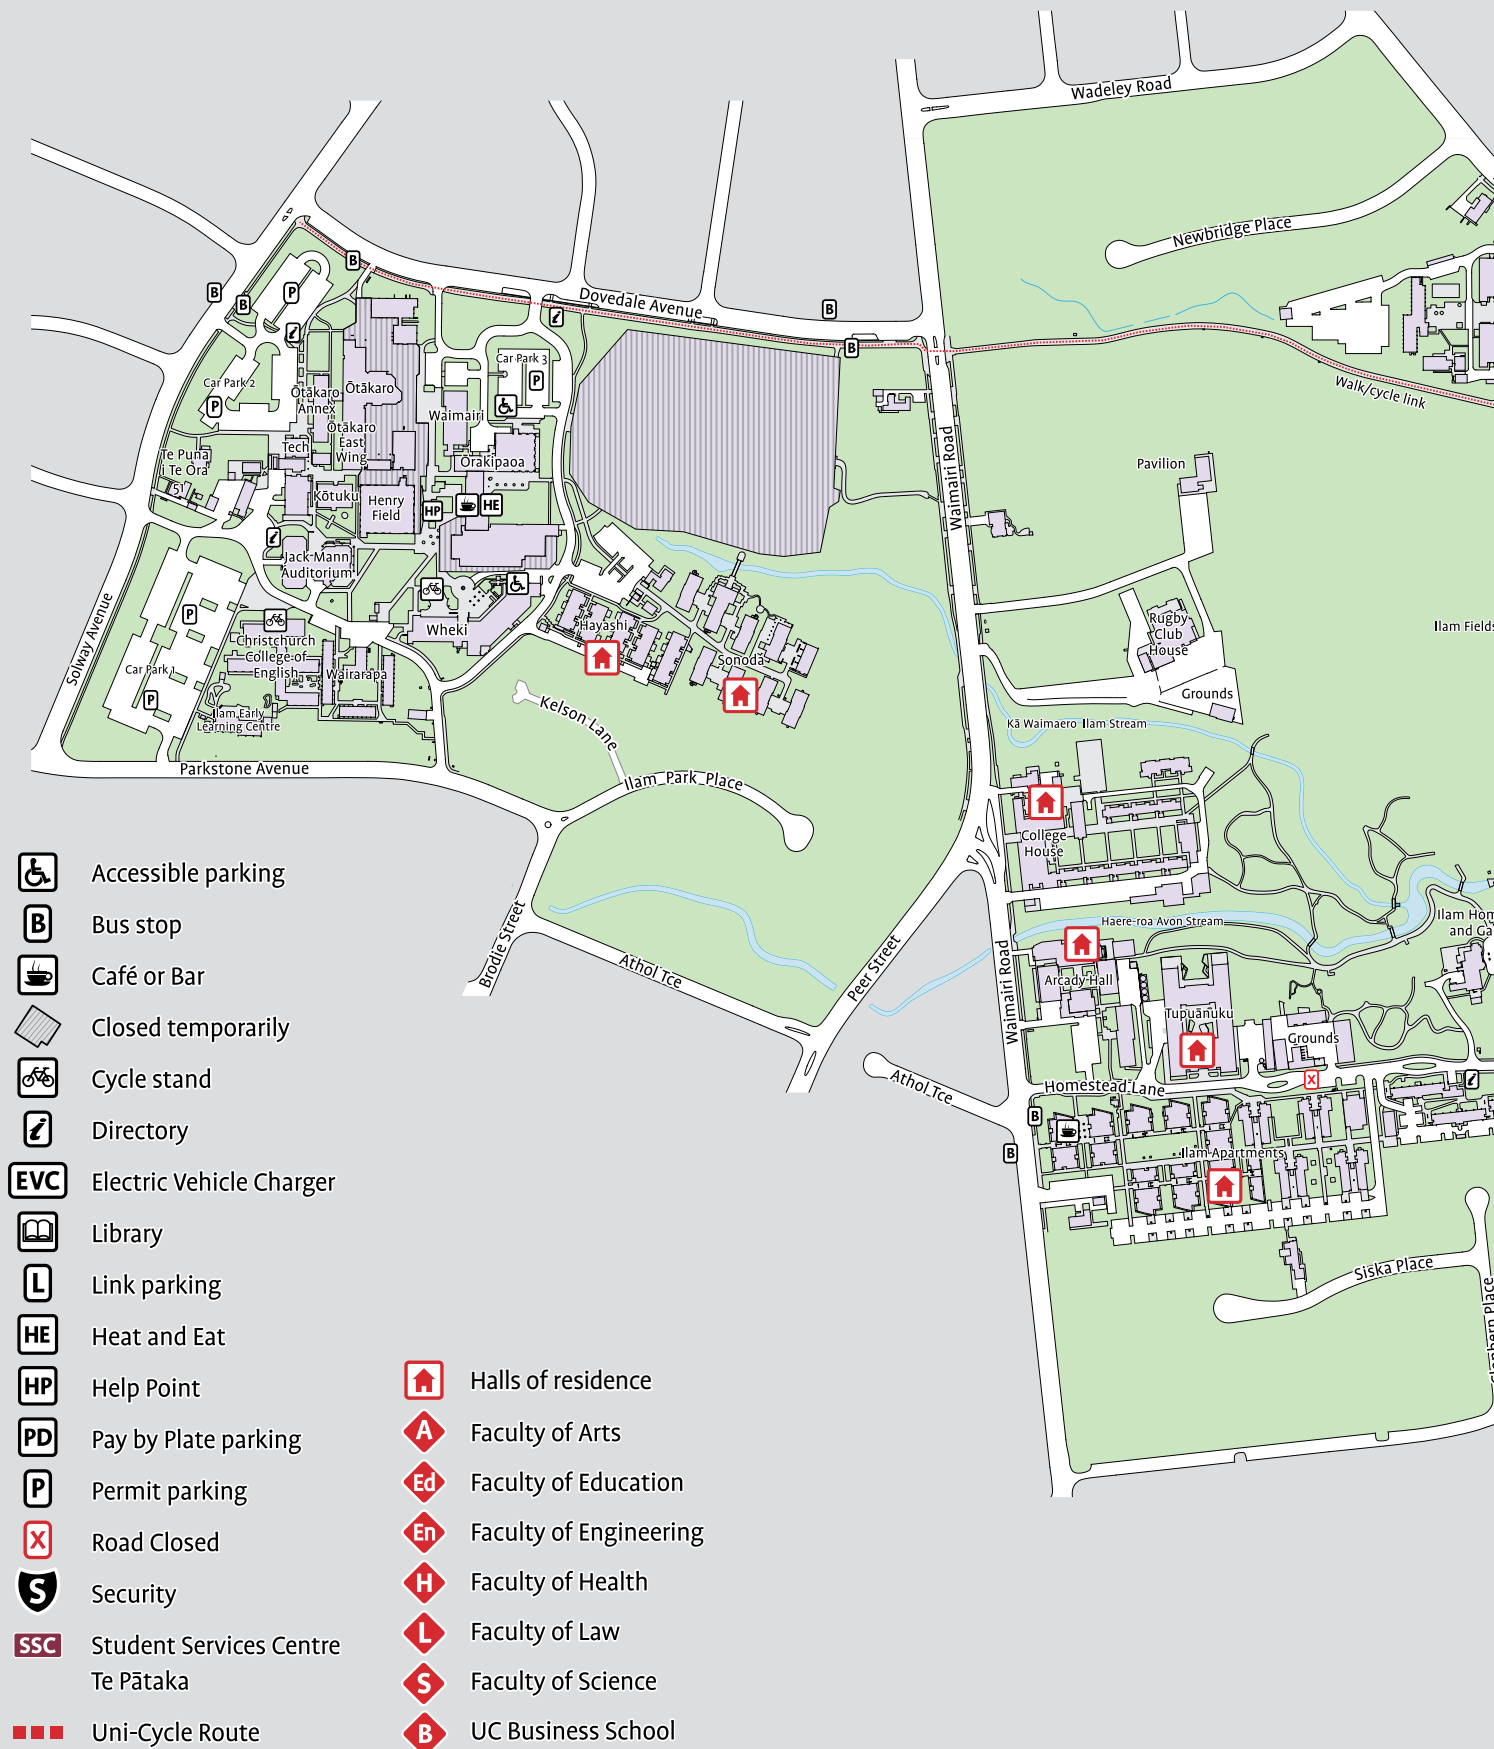 Wadeley Road
Newbridge Place
B
B
B
P
i
Dovedale Avenue
i
B
B
Walk/cycle link
Car Park 3
P
Car Park 2
P
Ōtākaro
Annex
Ōtākaro
Waimairi
Ōtākaro
East
Wing
Tech
Te Puna
i Te Ora
51
Ōrakipaoa
Kōtuku
Henry
Field
HP
HE
Waimairi Road
Pavilion
i
Jack Mann
Auditorium
Solway Avenue
P
Christchurch
College of
English
Wheki
Hayashi
Sonoda
Rugby
Club
House
Ilam Fields
Car Park 1
P
Wairarapa
Ilam Early
Learning Centre
Grounds
Kelson Lane
Kā Waimaero Ilam Stream
Parkstone Avenue
Ilam Park Place
College
House
Haere-roa Avon Stream
Ilam Hom
and Ga
Brodie Street
Athol Tce
Peer Street
Waimairi Road
Arcady Hall
Tupuānuku
Grounds
Athol Tce
Homestead Lane
X
i
B
B
Ilam Apartments
Siska Place
Place
Accessible parking
B Bus stop
Café or Bar
Closed temporarily
Cycle stand
i Directory
EVC Electric Vehicle Charger
Library
L Link parking
HE Heat and Eat
HP Help Point
PD Pay by Plate parking
P Permit parking
X Road Closed
S Security
SSC Student Services Centre
Te Pātaka
Uni-Cycle Route
Halls of residence
A Faculty of Arts
Ed Faculty of Education
En Faculty of Engineering
H Faculty of Health
L Faculty of Law
S Faculty of Science
B UC Business School